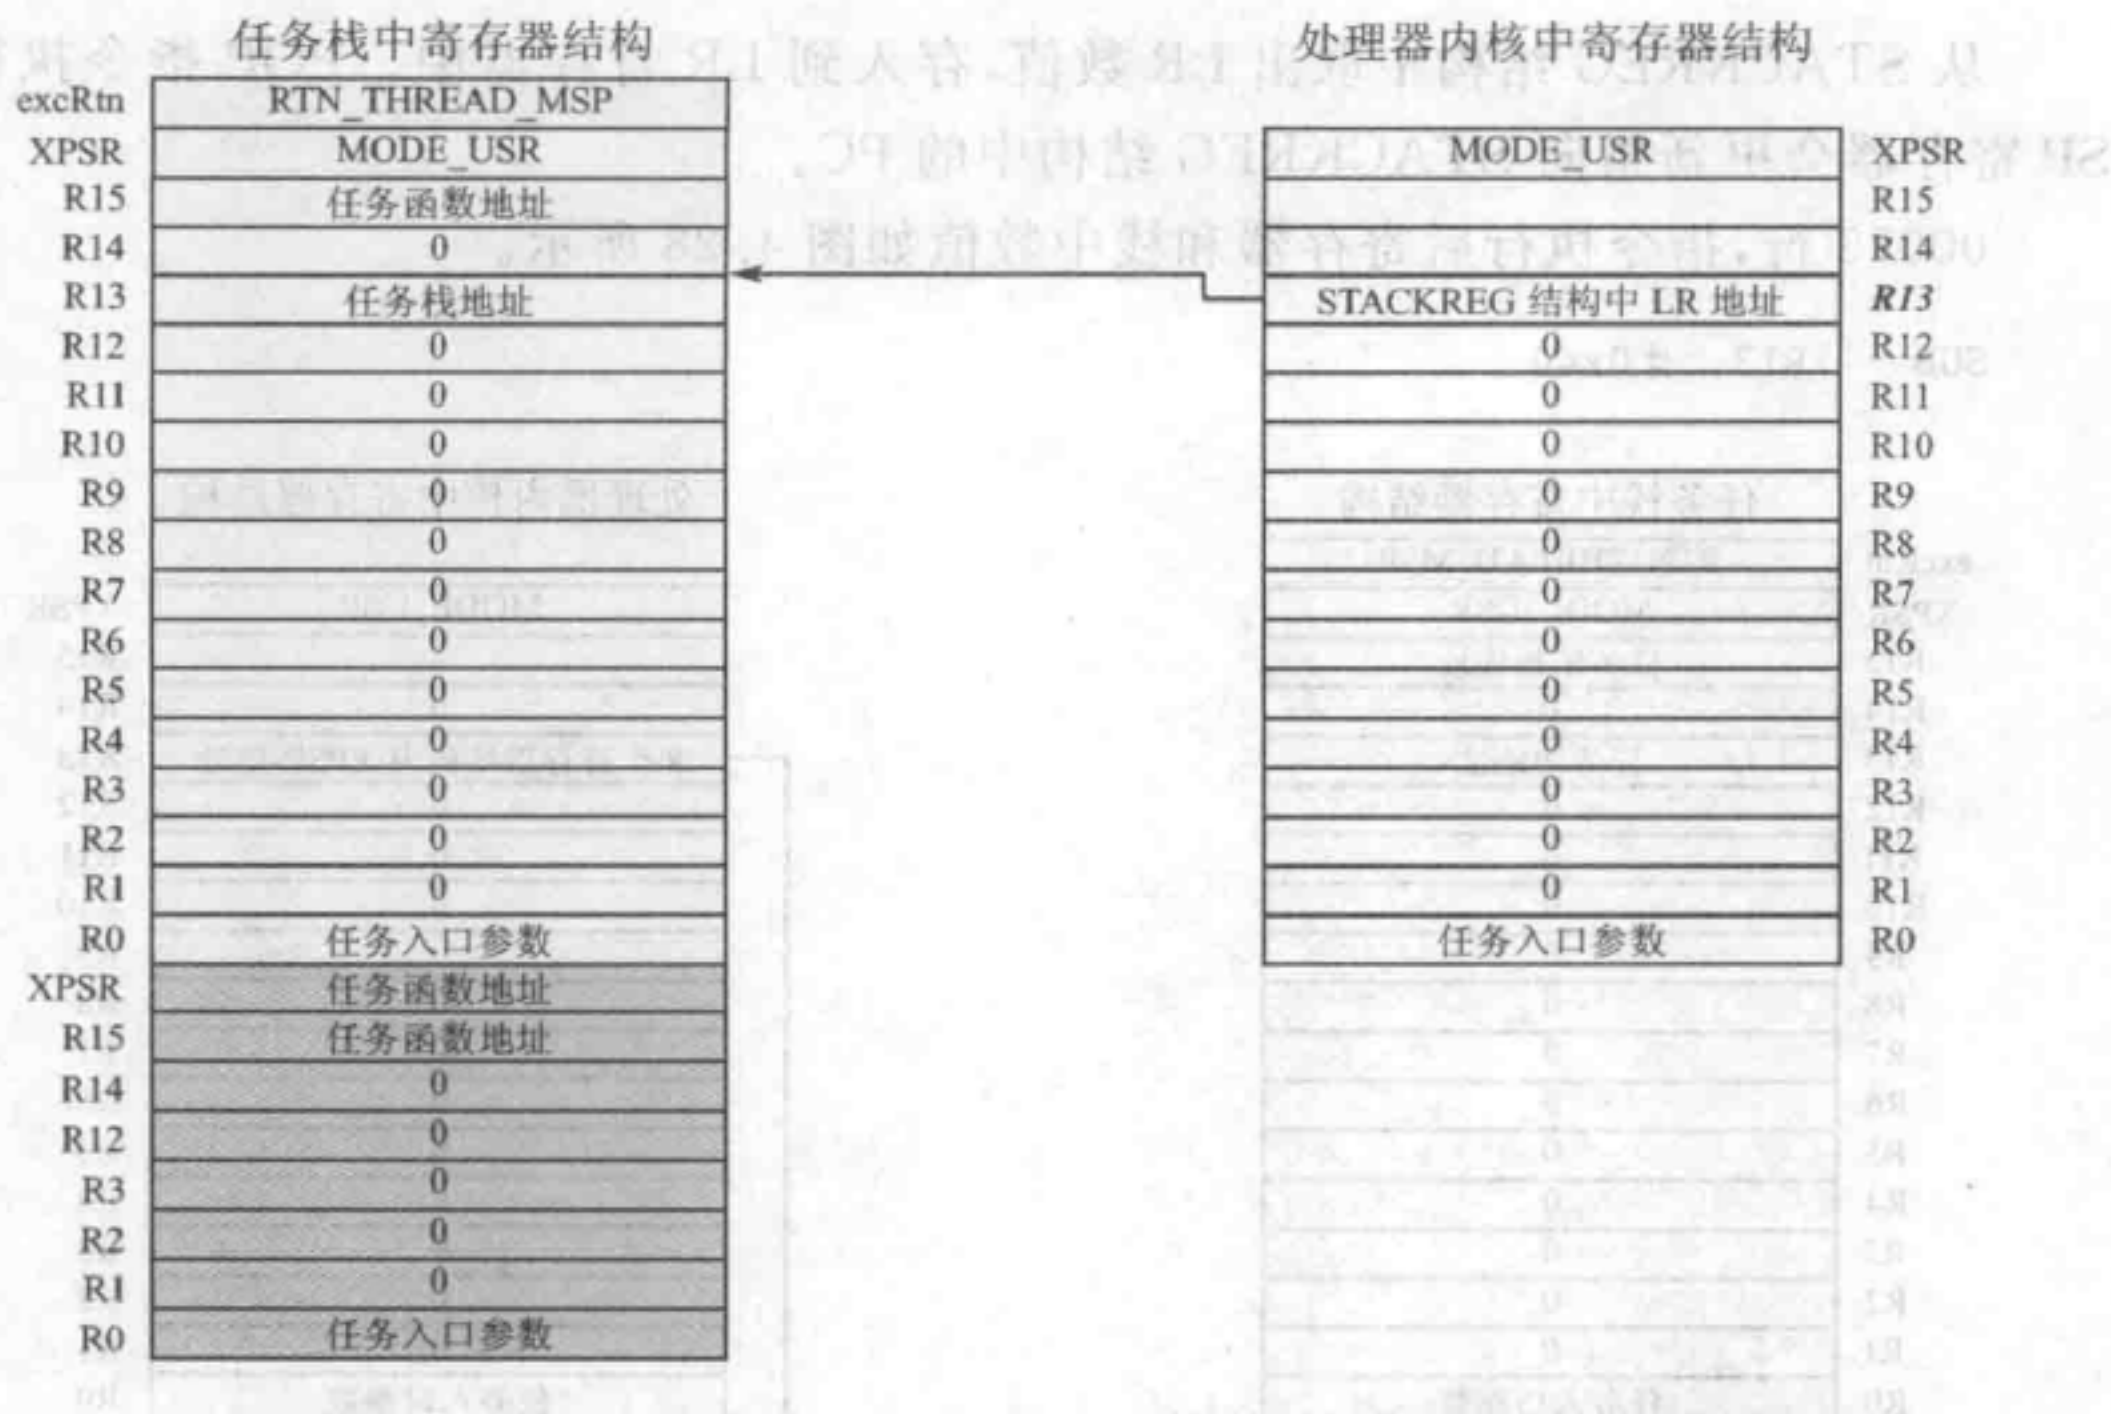 任务栈中寄存器结构
excRtn RTN_THREAD_MSP
XPSR MODE_USR
R15 任务函数地址
R14 0
R13 任务栈地址
R12 0
R11 0
R10 0
R9 0
R8 0
R7 0
R6 0
R5 0
R4 0
R3 0
R2 0
R1 0
R0 任务入口参数
XPSR 任务函数地址
R15 任务函数地址
R14 0
R12 0
R3 0
R2 0
R1 0
R0 任务入口参数
处理器内核中寄存器结构
MODE_USR XPSR
R15
R14
STACKREG 结构中 LR 地址 R13
0 R12
0 R11
0 R10
0 R9
0 R8
0 R7
0 R6
0 R5
0 R4
0 R3
0 R2
0 R1
任务入口参数 R0